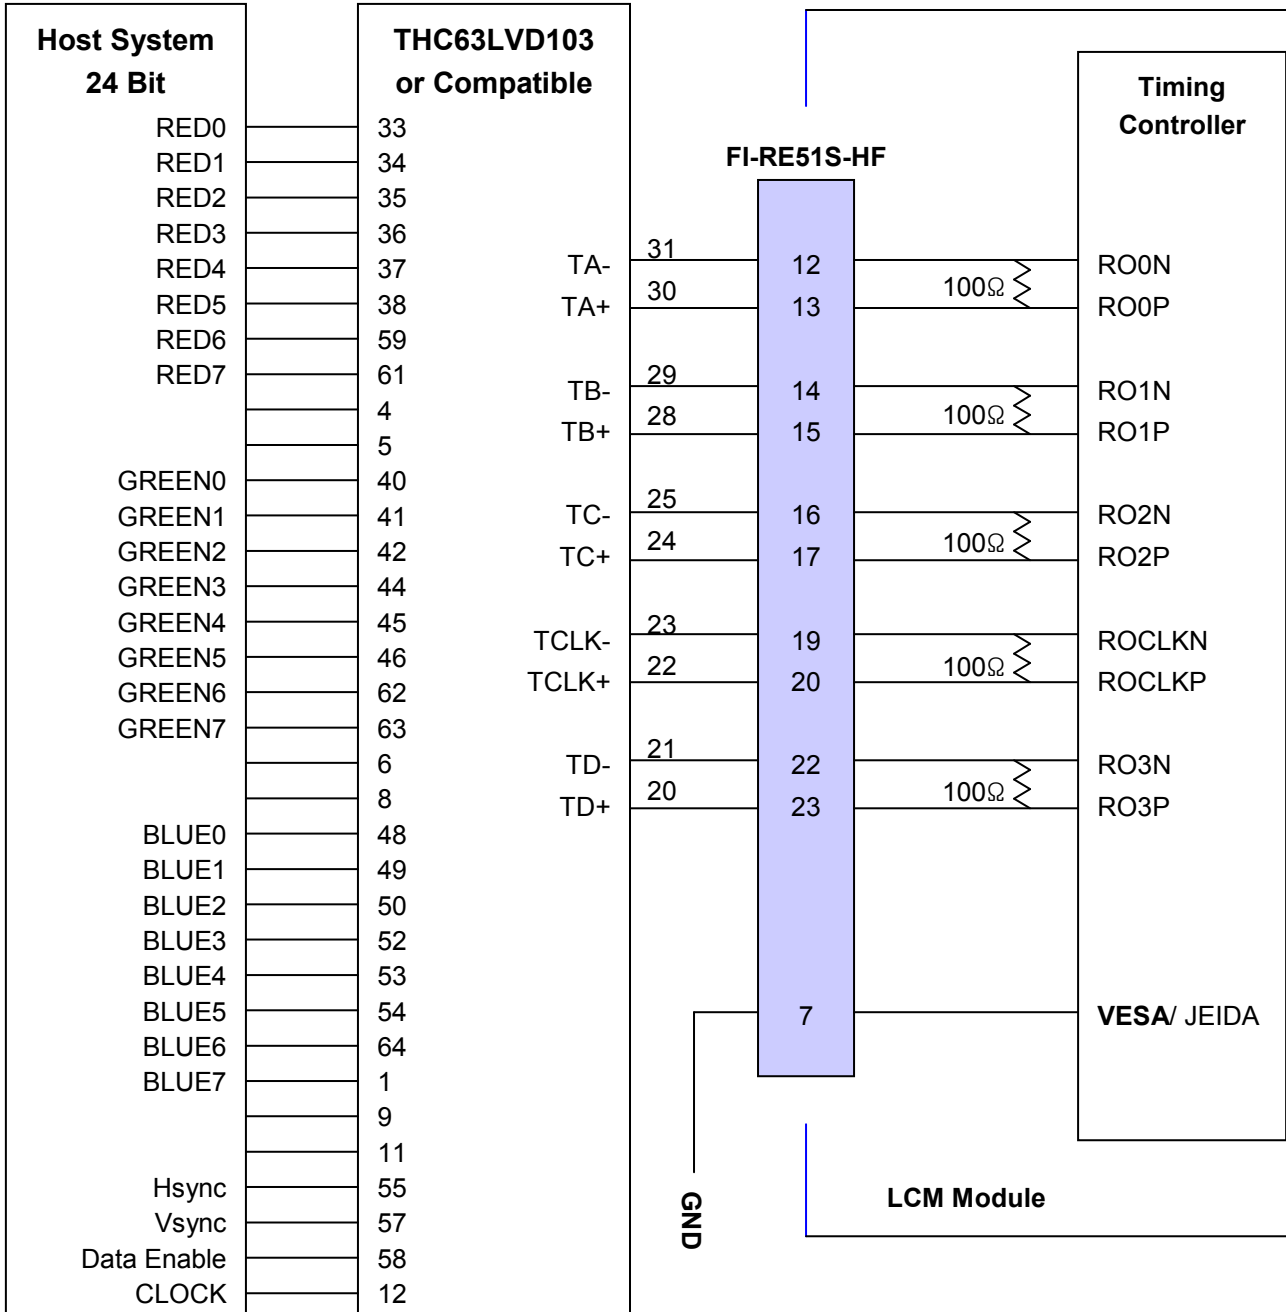 Host System
24 Bit
RED0
RED1
RED2
RED3
RED4
RED5
RED6
RED7
GREEN0
GREEN1
GREEN2
GREEN3
GREEN4
GREEN5
GREEN6
GREEN7
BLUE0
BLUE1
BLUE2
BLUE3
BLUE4
BLUE5
BLUE6
BLUE7
Hsync
Vsync
Data Enable
CLOCK
THC63LVD103
or Compatible
33
34
35
36
37
38
59
61
4
5
40
41
42
44
45
46
62
63
6
8
48
49
50
52
53
54
64
1
9
11
55
57
58
12
TA-
TA+
TB-
TB+
TC-
TC+
TCLK-
TCLK+
TD-
TD+
31
30
29
28
25
24
23
22
21
20
GND
FI-RE51S-HF
12
13
14
15
16
17
19
20
22
23
7
100Ω
100Ω
100Ω
100Ω
100Ω
LCM Module
Timing
Controller
RO0N
RO0P
RO1N
RO1P
RO2N
RO2P
ROCLKN
ROCLKP
RO3N
RO3P
VESA/ JEIDA